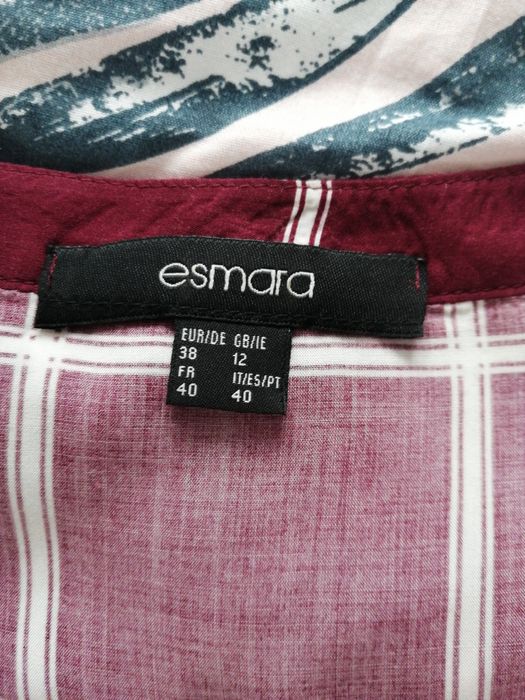 esmara
EUR/DE GB/IE
38 12
FR IT/ES/PT
40 40